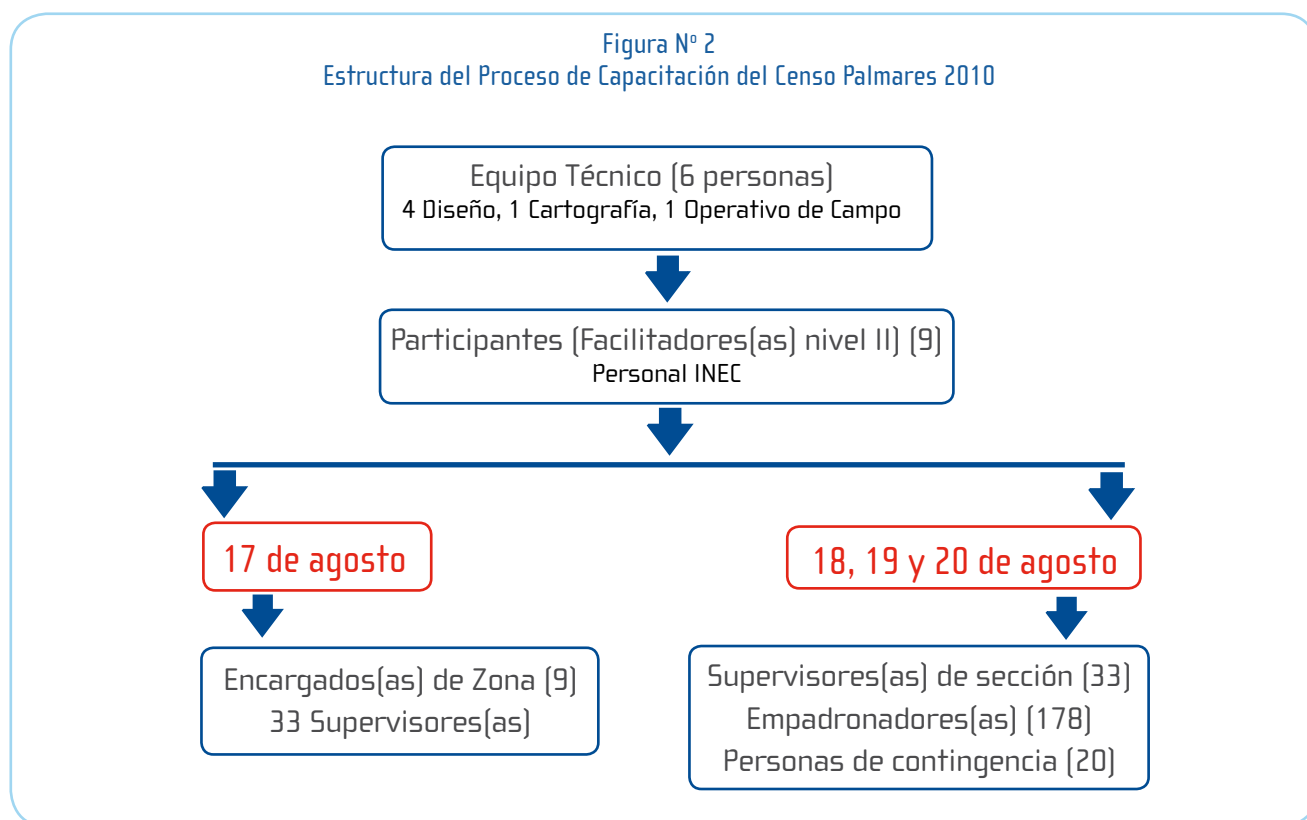 Figura Nº 2
Estructura del Proceso de Capacitación del Censo Palmares 2010
Equipo Técnico (6 personas)
4 Diseño, 1 Cartografía, 1 Operativo de Campo
Participantes (Facilitadores(as) nivel II) (9)
Personal INEC
17 de agosto
Encargados(as) de Zona (9)
33 Supervisores(as)
18, 19 y 20 de agosto
Supervisores(as) de sección (33)
Empadronadores(as) (178)
Personas de contingencia (20)